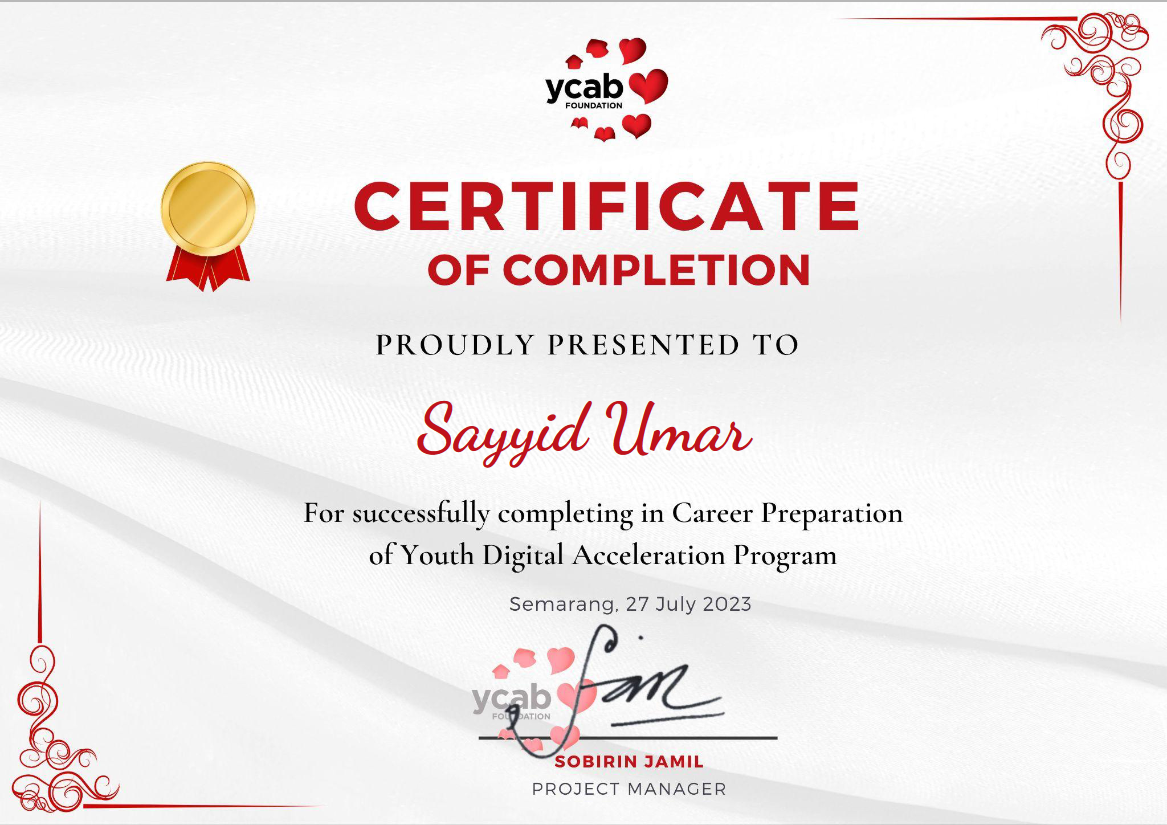 ycab
FOUNDATION
CERTIFICATE
OF COMPLETION
PROUDLY PRESENTED TO
Sayyid Umar
For successfully completing in Career Preparation
of Youth Digital Acceleration Program
Semarang, 27 July 2023
ycab
FOUNDATION
SOBIRIN JAMIL
PROJECT MANAGER